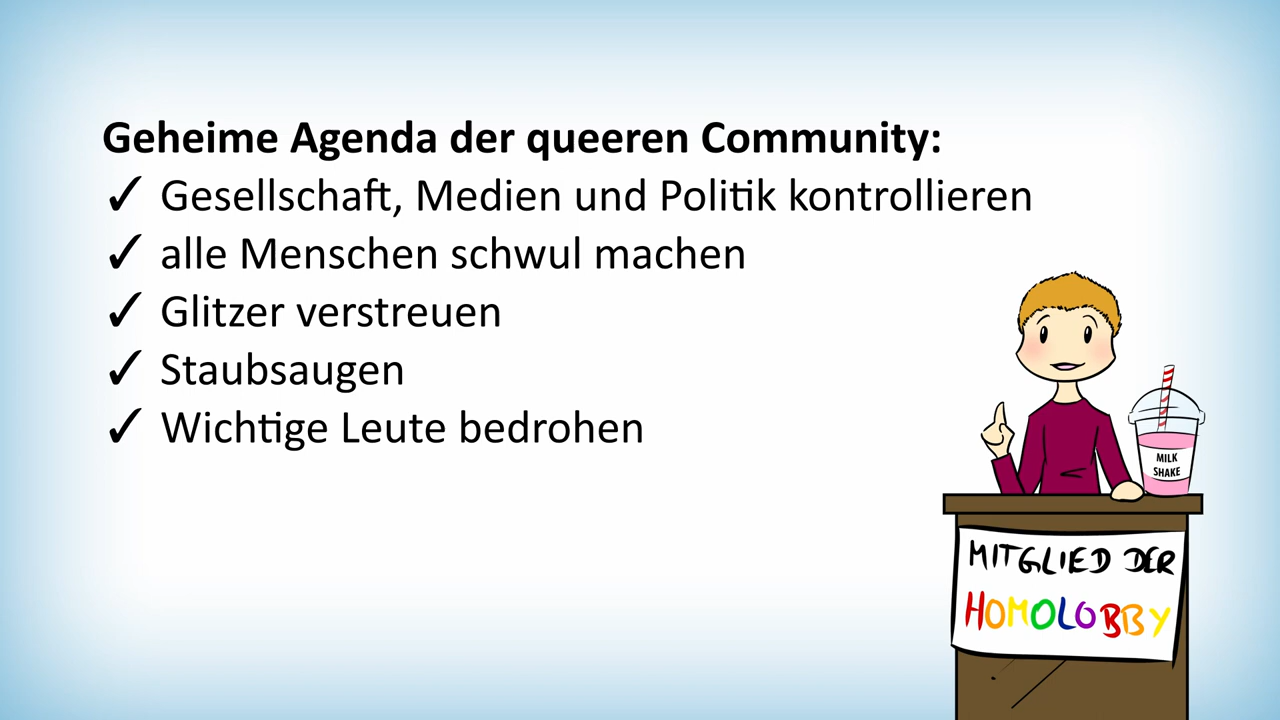 Geheime Agenda der queeren Community:
✓ Gesellschaft, Medien und Politik kontrollieren
✓ alle Menschen schwul machen
✓ Glitzer verstreuen
✓ Staubsaugen
✓ Wichtige Leute bedrohen
MILK
SHAKE
MITGLIED DER
HOMOLOBBY